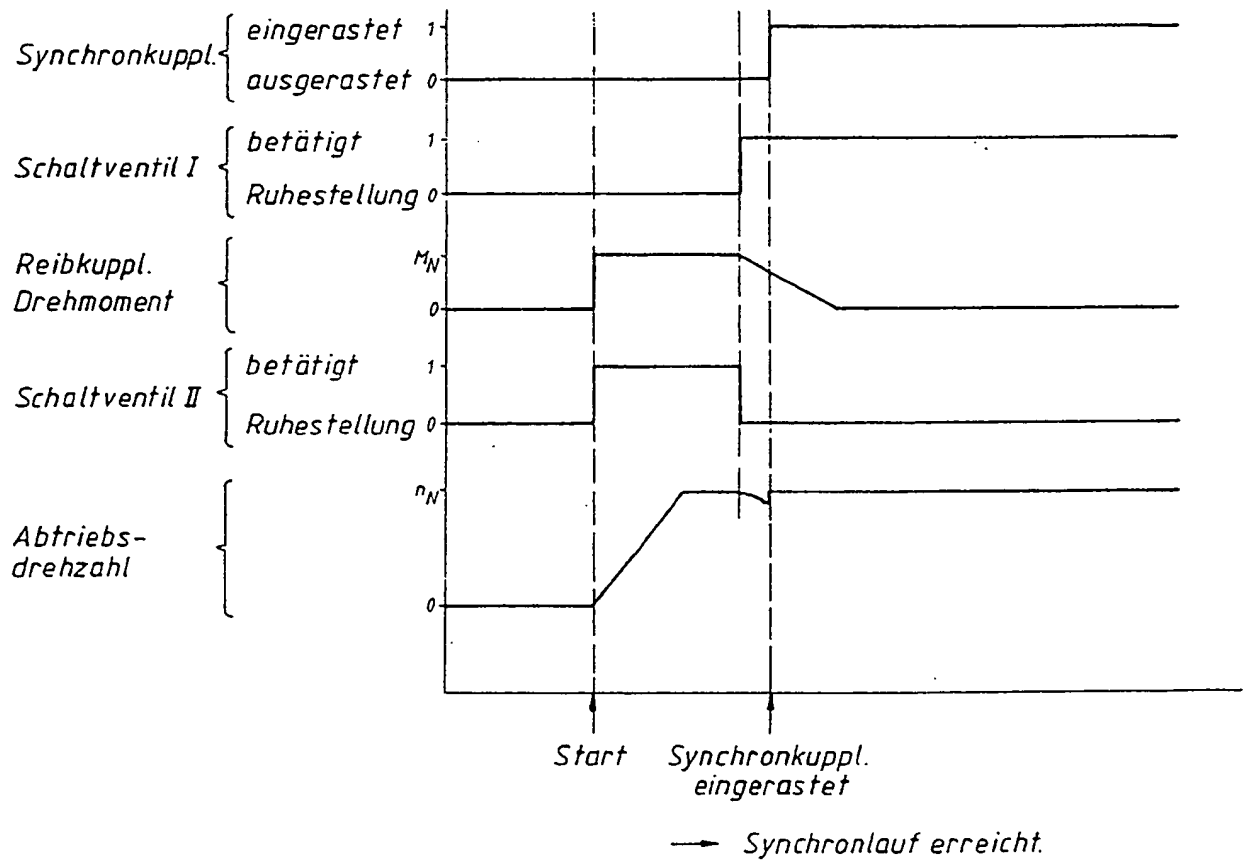 Synchronkuppl.
eingerastet 1
ausgerastet 0
Schaltventil I
betätigt 1
Ruhestellung 0
Reibkuppl.
Drehmoment
M_N
0
Schaltventil II
betätigt 1
Ruhestellung 0
Abtriebs-
drehzahl
n_N
0
Start
Synchronkuppl.
eingerastet
→ Synchronlauf erreicht.